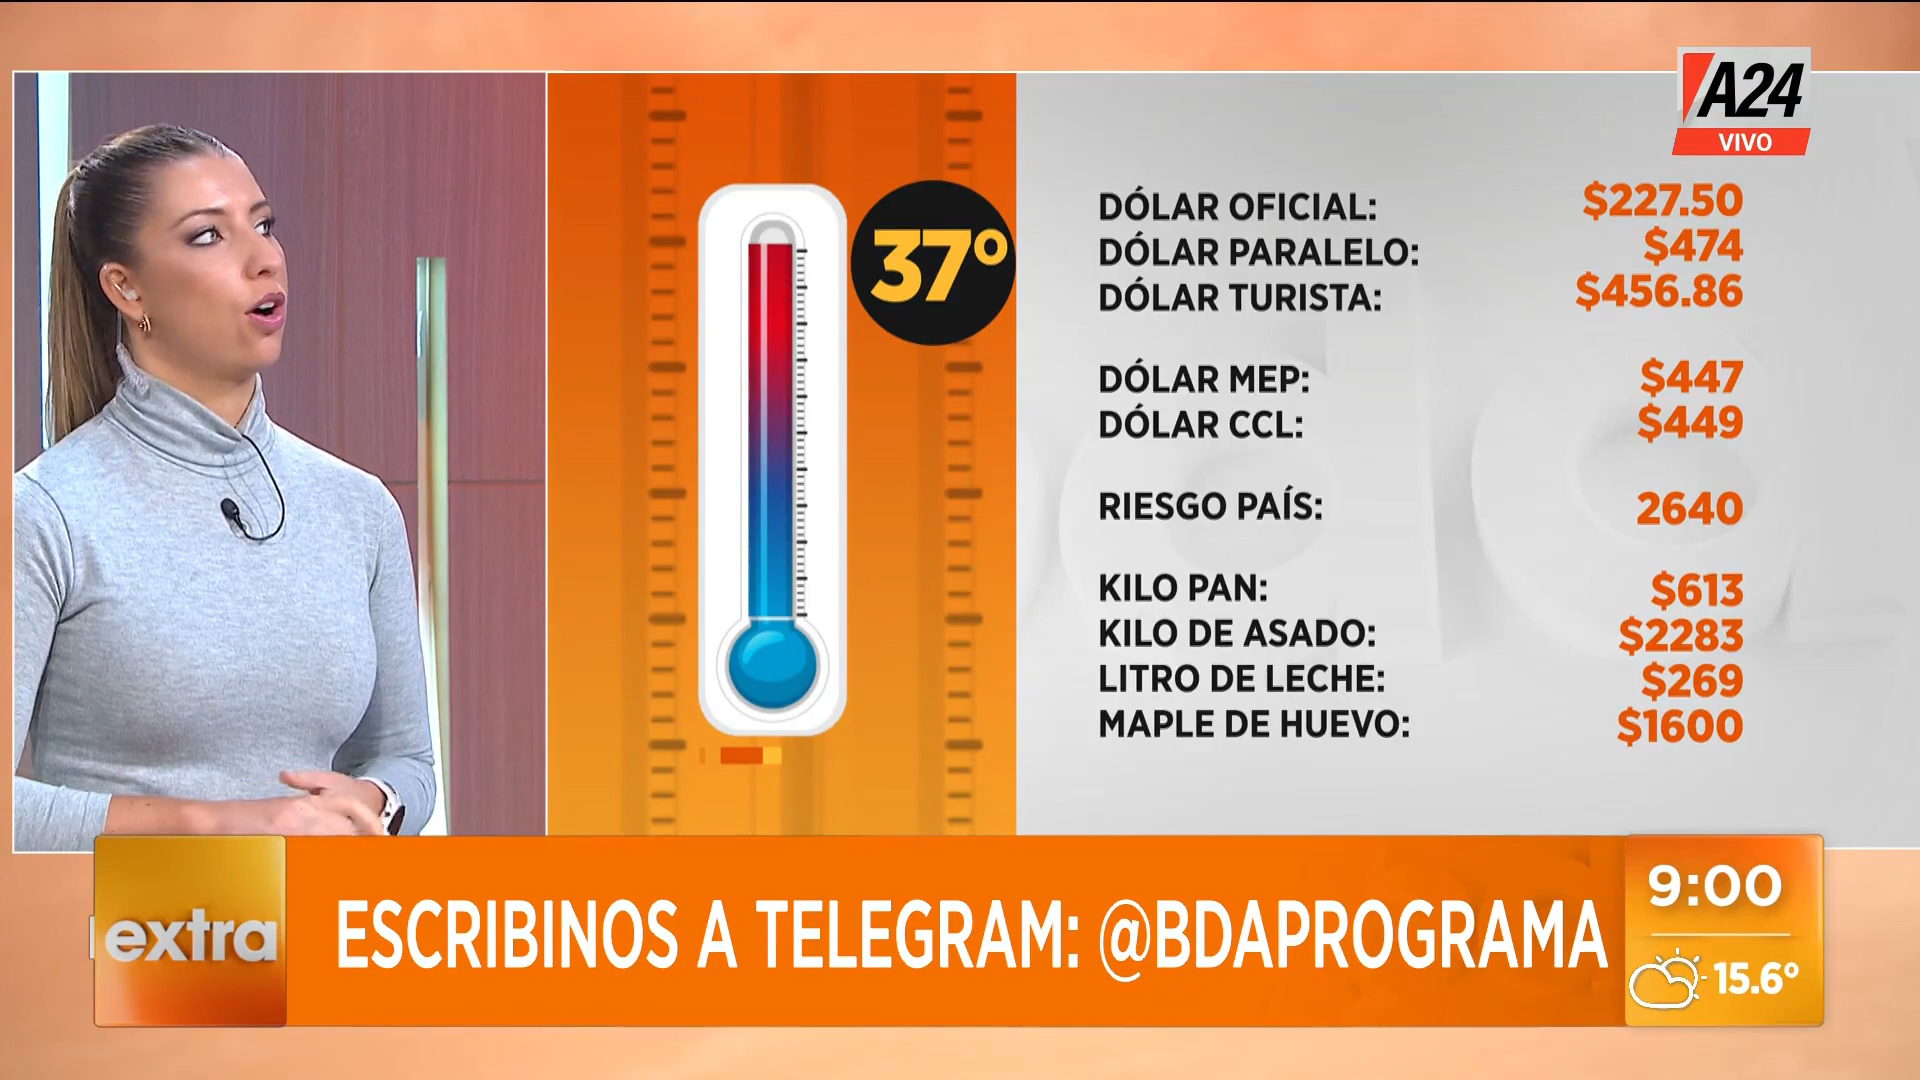 A24
VIVO
37°
DÓLAR OFICIAL: $227.50
DÓLAR PARALELO: $474
DÓLAR TURISTA: $456.86
DÓLAR MEP: $447
DÓLAR CCL: $449
RIESGO PAÍS: 2640
KILO PAN: $613
KILO DE ASADO: $2283
LITRO DE LECHE: $269
MAPLE DE HUEVO: $1600
extra
ESCRIBINOS A TELEGRAM: @BDAPROGRAMA
9:00
15.6°